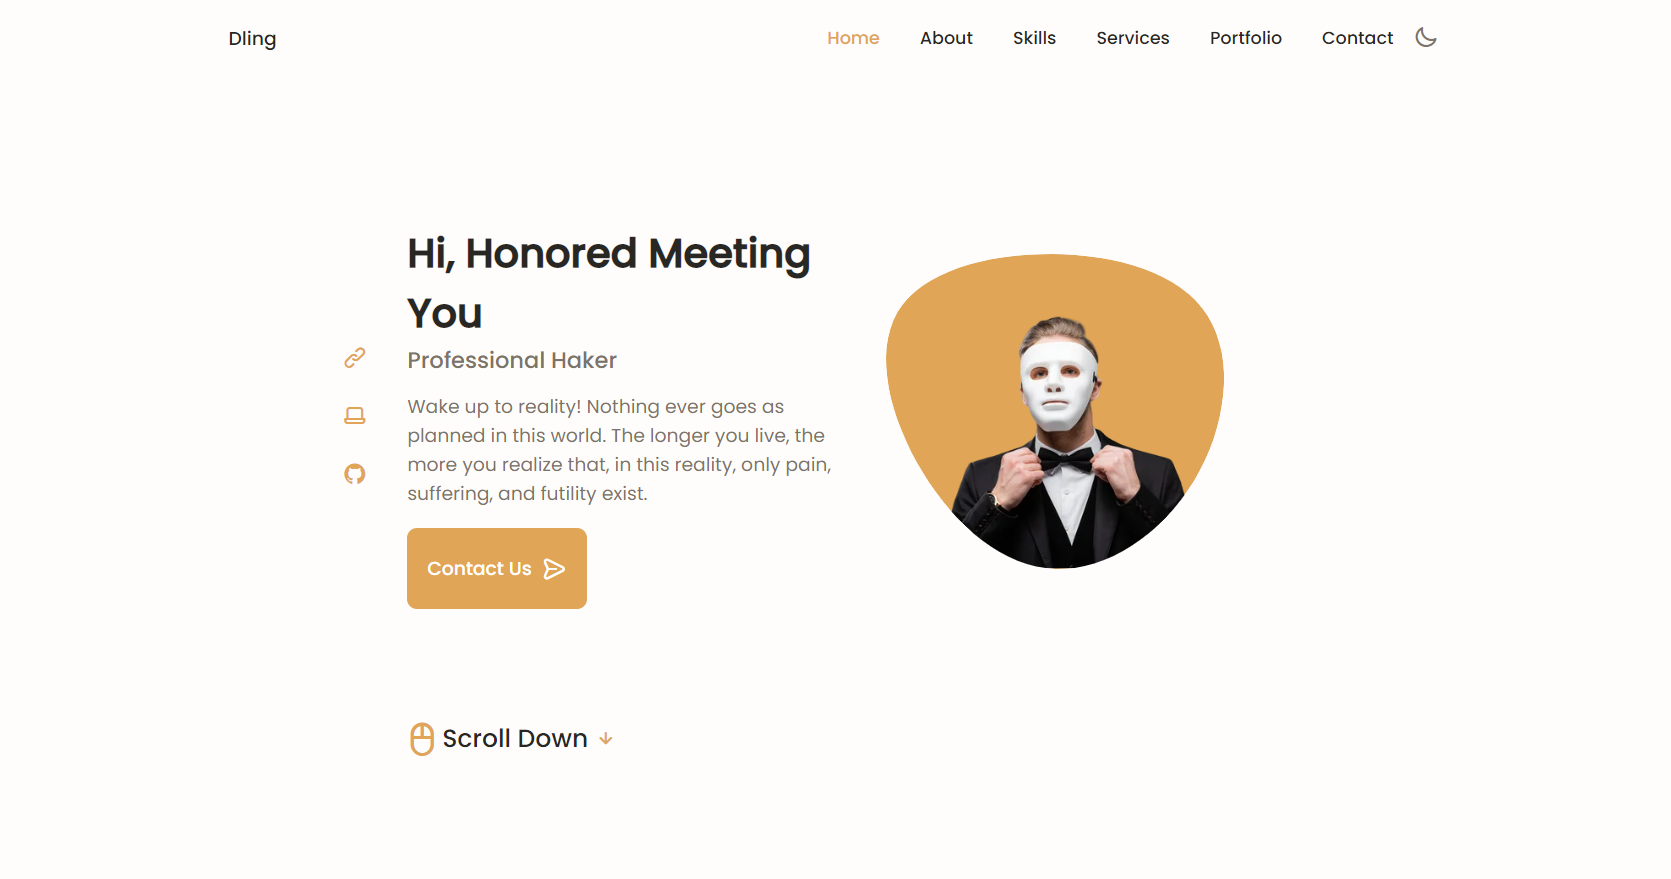 Dling
Home About Skills Services Portfolio Contact
Hi, Honored Meeting
You
Professional Haker
Wake up to reality! Nothing ever goes as
planned in this world. The longer you live, the
more you realize that, in this reality, only pain,
suffering, and futility exist.
Contact Us
Scroll Down